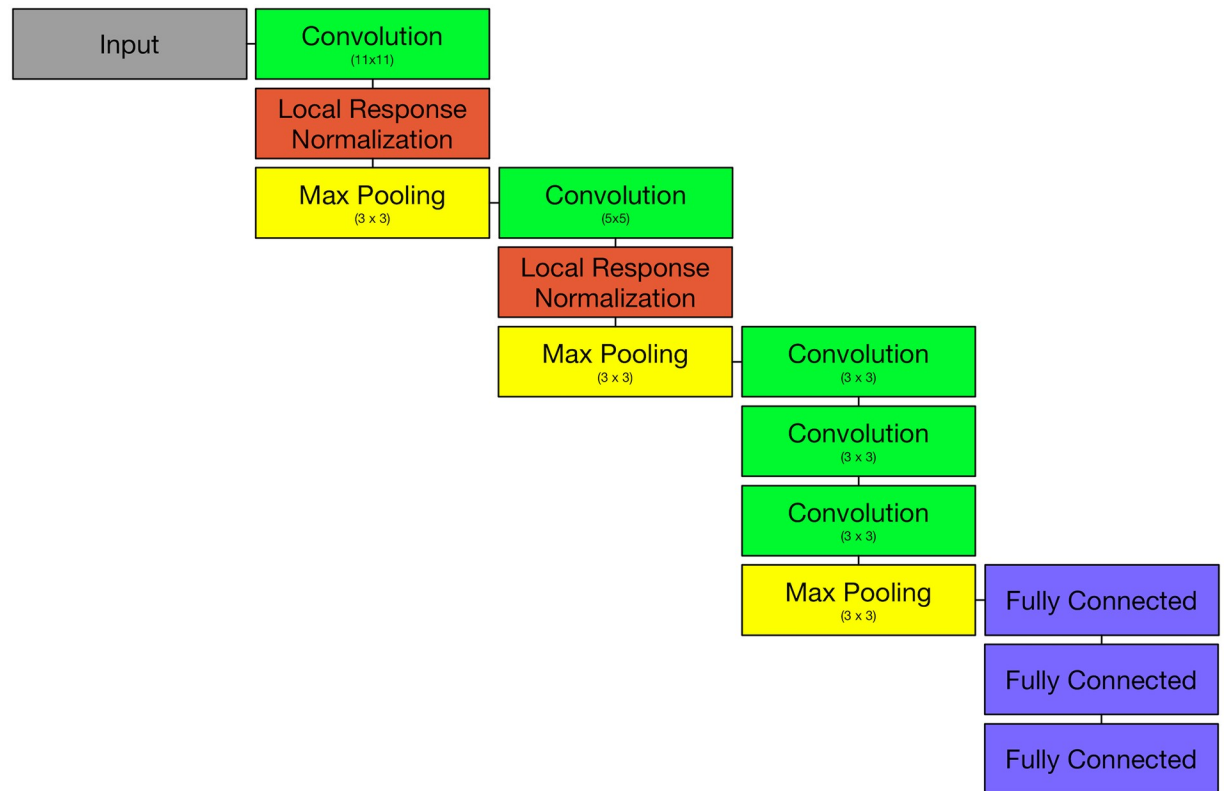 Input
Convolution
(11x11)
Local Response
Normalization
Max Pooling
(3 x 3)
Convolution
(5x5)
Local Response
Normalization
Max Pooling
(3 x 3)
Convolution
(3 x 3)
Convolution
(3 x 3)
Convolution
(3 x 3)
Max Pooling
(3 x 3)
Fully Connected
Fully Connected
Fully Connected